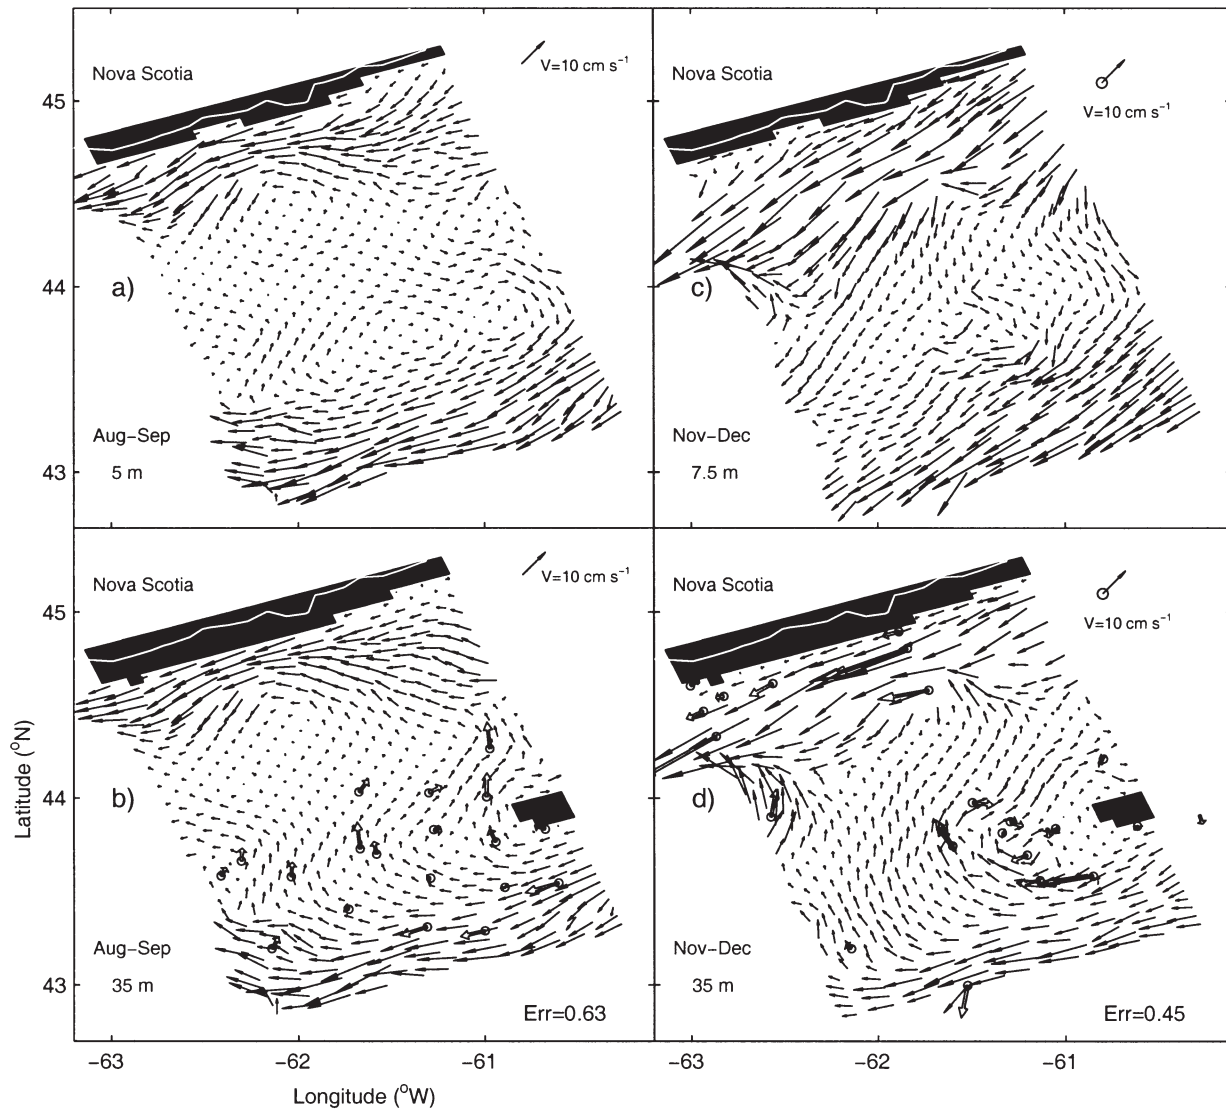 Nova Scotia
V=10 cm s⁻¹
45
a)
44
Aug-Sep
5 m
43
Nova Scotia
V=10 cm s⁻¹
c)
Nov-Dec
7.5 m
Nova Scotia
V=10 cm s⁻¹
45
b)
44
Aug-Sep
35 m
43
Err=0.63
Nova Scotia
V=10 cm s⁻¹
d)
Nov-Dec
35 m
Err=0.45
-63 -62 -61 -63 -62 -61
Latitude (°N)
Longitude (°W)